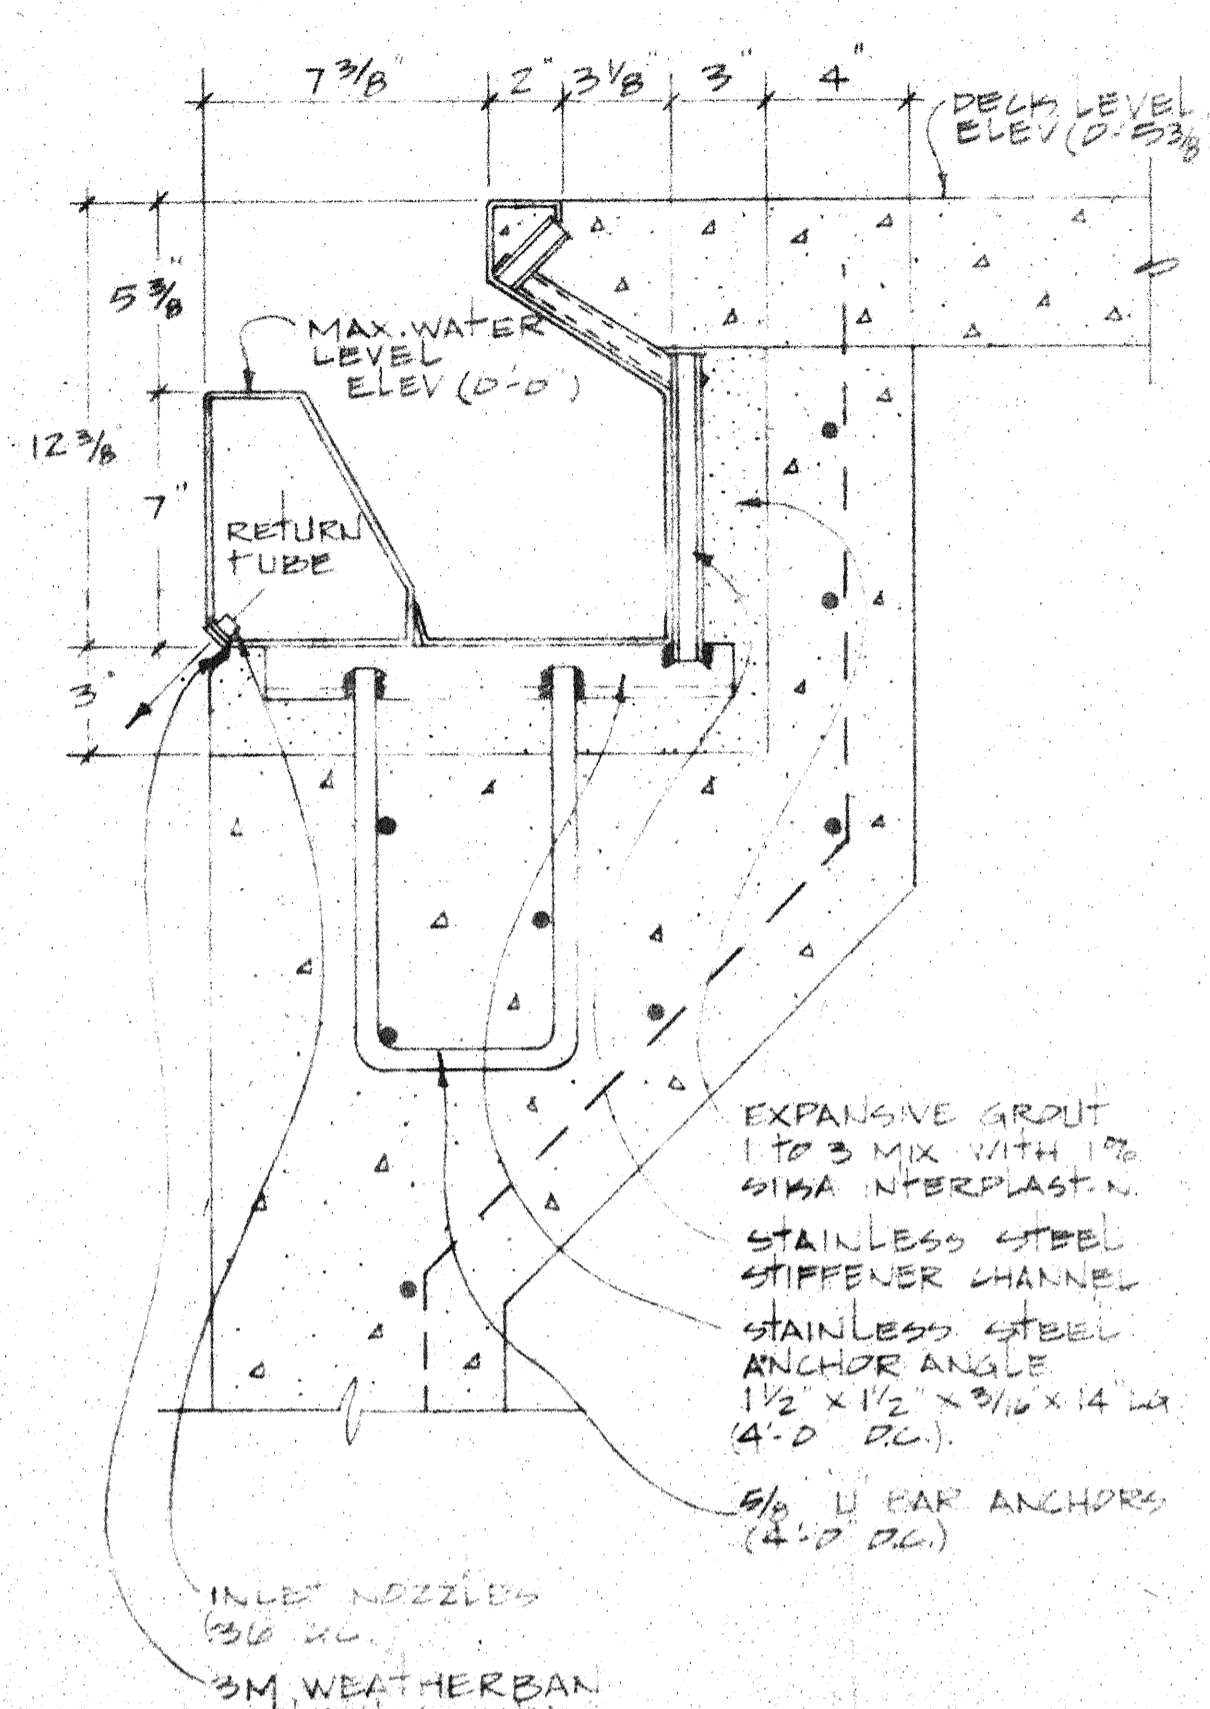 7 3/8" 2" 3 1/8" 3" 4"
DECK LEVEL
ELEV (0'-5 3/8
5 3/8"
MAX. WATER
LEVEL
ELEV (0'-0")
12 3/8"
7"
RETURN
TUBE
3"
EXPANSIVE GROUT
1 TO 3 MIX WITH 1%
SIKA INTERPLAST-N.
STAINLESS STEEL
STIFFENER CHANNEL
STAINLESS STEEL
ANCHOR ANGLE
1 1/2" X 1 1/2" X 3/16 X 14" LG
(4'-0 O.C.).
5/8 U BAR ANCHORS
(4'-0" O.C.)
INLET NOZZLES
(36 O.C.
3M WEATHERBAN